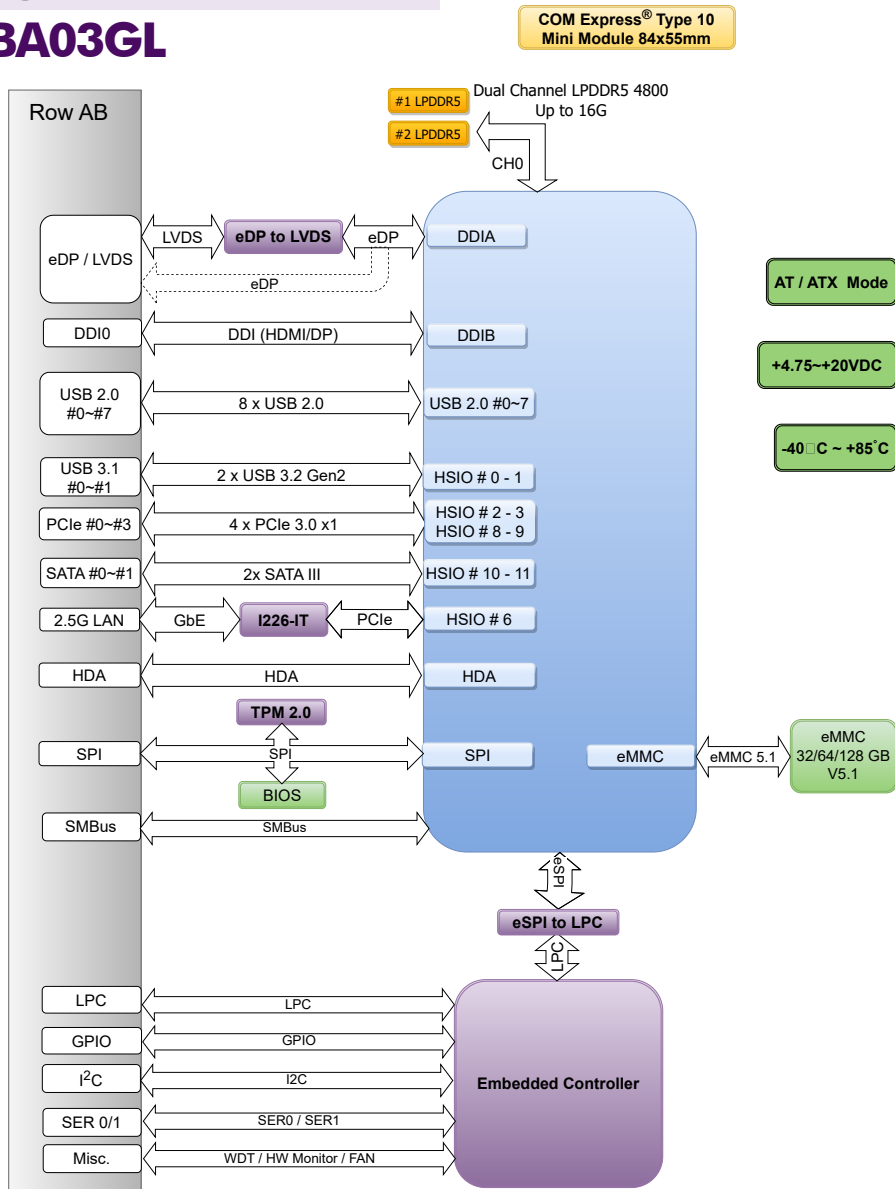 BA03GL
COM Express® Type 10
Mini Module 84x55mm
Row AB
#1 LPDDR5
#2 LPDDR5
Dual Channel LPDDR5 4800
Up to 16G
CH0
eDP / LVDS
LVDS
eDP to LVDS
eDP
DDIA
eDP
AT / ATX Mode
DDI0
DDI (HDMI/DP)
DDIB
+4.75~+20VDC
USB 2.0
#0~#7
8 x USB 2.0
USB 2.0 #0~7
-40□C ~ +85°C
USB 3.1
#0~#1
2 x USB 3.2 Gen2
HSIO # 0 - 1
PCIe #0~#3
4 x PCIe 3.0 x1
HSIO # 2 - 3
HSIO # 8 - 9
SATA #0~#1
2x SATA III
HSIO # 10 - 11
2.5G LAN
GbE
I226-IT
PCIe
HSIO # 6
HDA
HDA
HDA
TPM 2.0
SPI
SPI
SPI
BIOS
eMMC
eMMC 5.1
eMMC
32/64/128 GB
V5.1
SMBus
SMBus
eSPI
eSPI to LPC
LPC
LPC
LPC
GPIO
GPIO
I²C
I2C
Embedded Controller
SER 0/1
SER0 / SER1
Misc.
WDT / HW Monitor / FAN